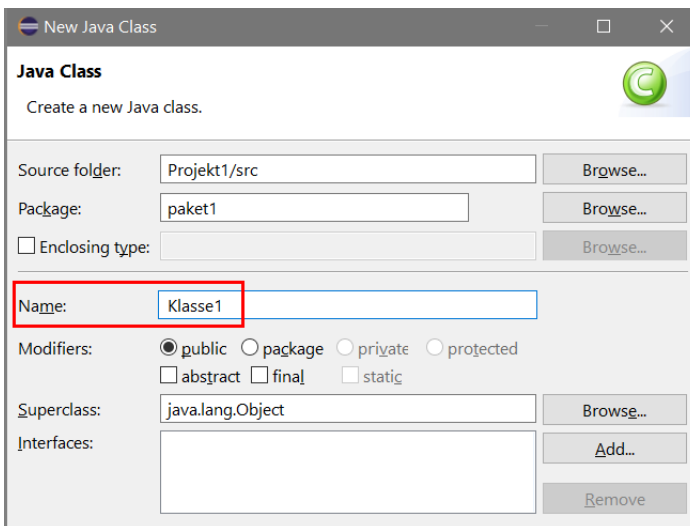 New Java Class
Java Class
Create a new Java class.
Source folder: Projekt1/src Browse...
Package: paket1 Browse...
Enclosing type: Browse...
Name: Klasse1
Modifiers: public package private protected
abstract final static
Superclass: java.lang.Object Browse...
Interfaces: Add...
Remove